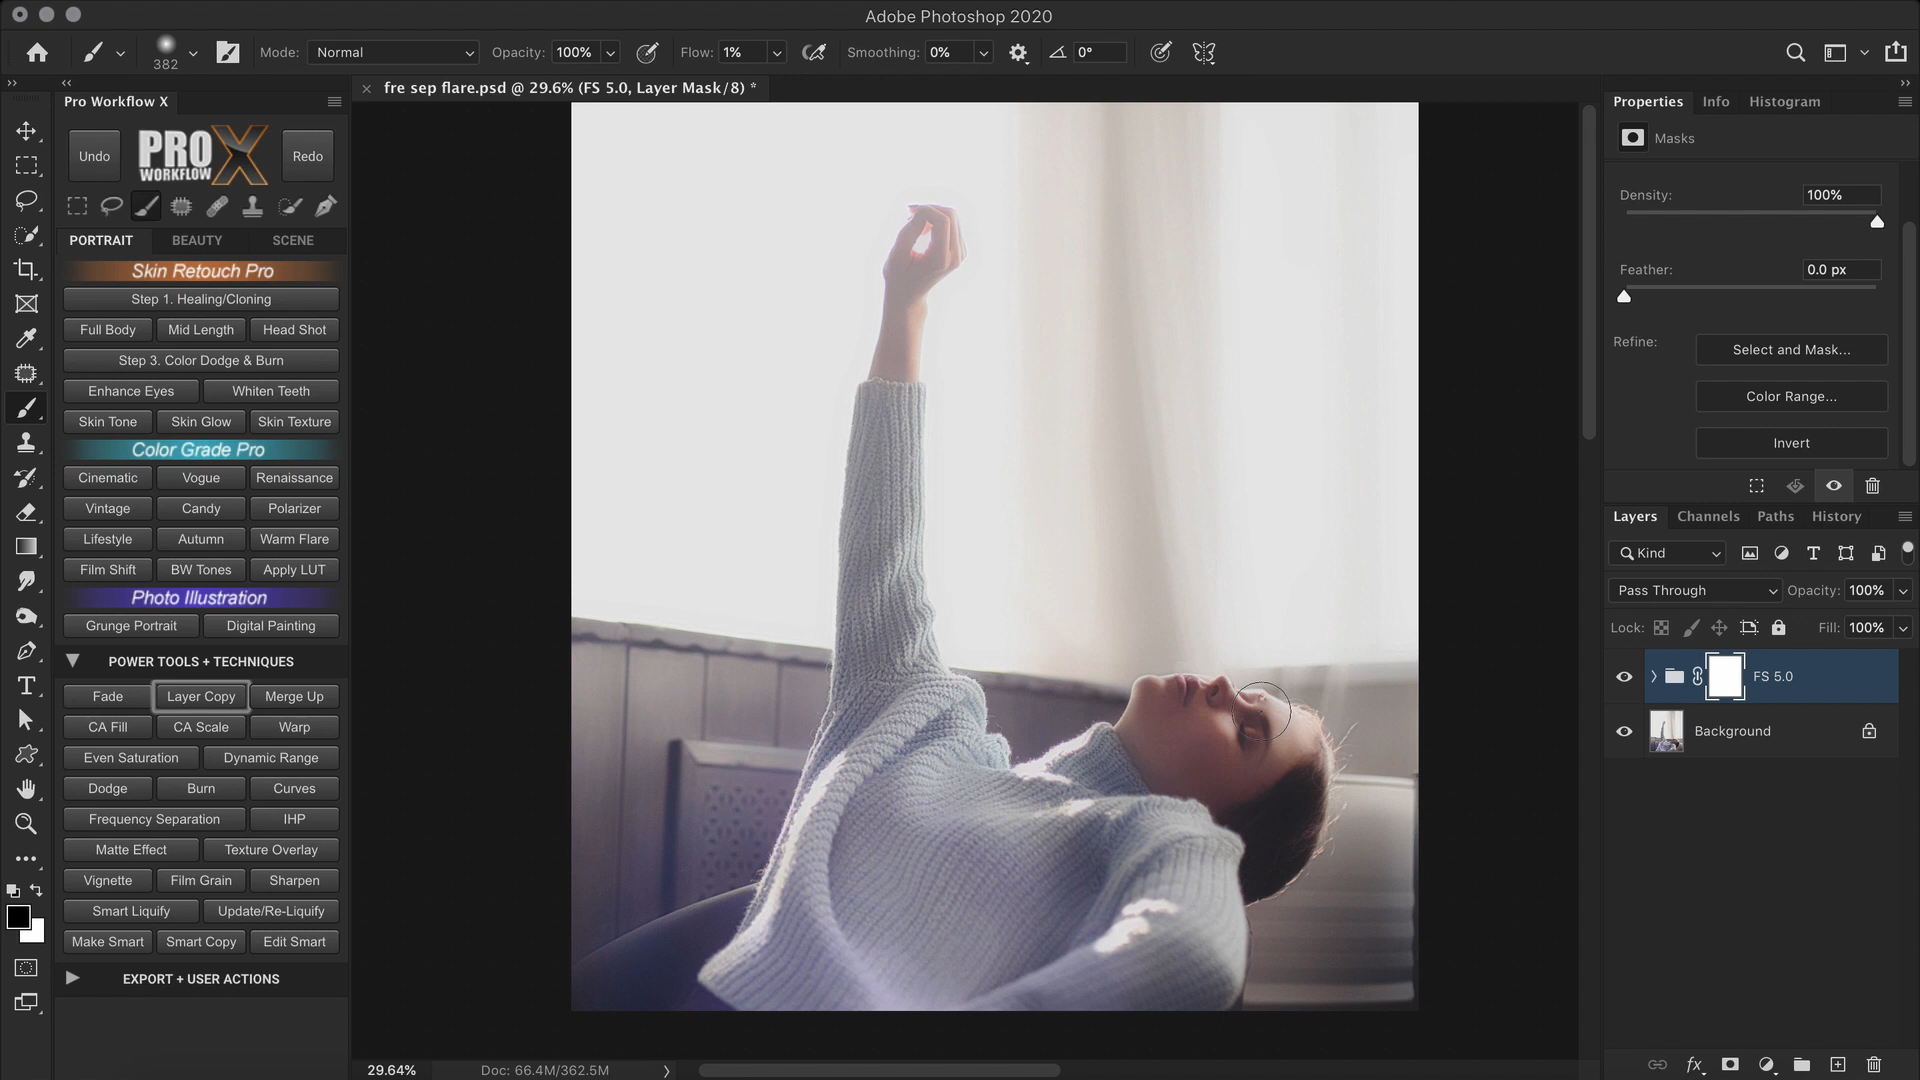 Adobe Photoshop 2020
382
Mode: Normal
Opacity: 100%
Flow: 1%
Smoothing: 0%
0°
Pro Workflow X
fre sep flare.psd @ 29.6% (FS 5.0, Layer Mask/8) *
Undo
PRO X
WORKFLOW
Redo
PORTRAIT BEAUTY SCENE
Skin Retouch Pro
Step 1. Healing/Cloning
Full Body Mid Length Head Shot
Step 3. Color Dodge & Burn
Enhance Eyes Whiten Teeth
Skin Tone Skin Glow Skin Texture
Color Grade Pro
Cinematic Vogue Renaissance
Vintage Candy Polarizer
Lifestyle Autumn Warm Flare
Film Shift BW Tones Apply LUT
Photo Illustration
Grunge Portrait Digital Painting
POWER TOOLS + TECHNIQUES
Fade Layer Copy Merge Up
CA Fill CA Scale Warp
Even Saturation Dynamic Range
Dodge Burn Curves
Frequency Separation IHP
Matte Effect Texture Overlay
Vignette Film Grain Sharpen
Smart Liquify Update/Re-Liquify
Make Smart Smart Copy Edit Smart
EXPORT + USER ACTIONS
29.64%
Doc: 66.4M/362.5M
Properties Info Histogram
Masks
Density: 100%
Feather: 0.0 px
Refine: Select and Mask...
Color Range...
Invert
Layers Channels Paths History
Kind
Pass Through Opacity: 100%
Lock: Fill: 100%
FS 5.0
Background
fx